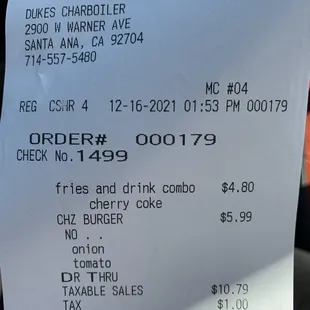 DUKES CHARBOILER
2900 W WARNER AVE
SANTA ANA, CA 92704
714-557-5480
MC #04
REG CSHR 4 12-16-2021 01:53 PM 000179
ORDER# 000179
CHECK No.1499
fries and drink combo $4.80
cherry coke
CHZ BURGER $5.99
NO . .
onion
tomato
DR THRU
TAXABLE SALES $10.79
TAX $1.00